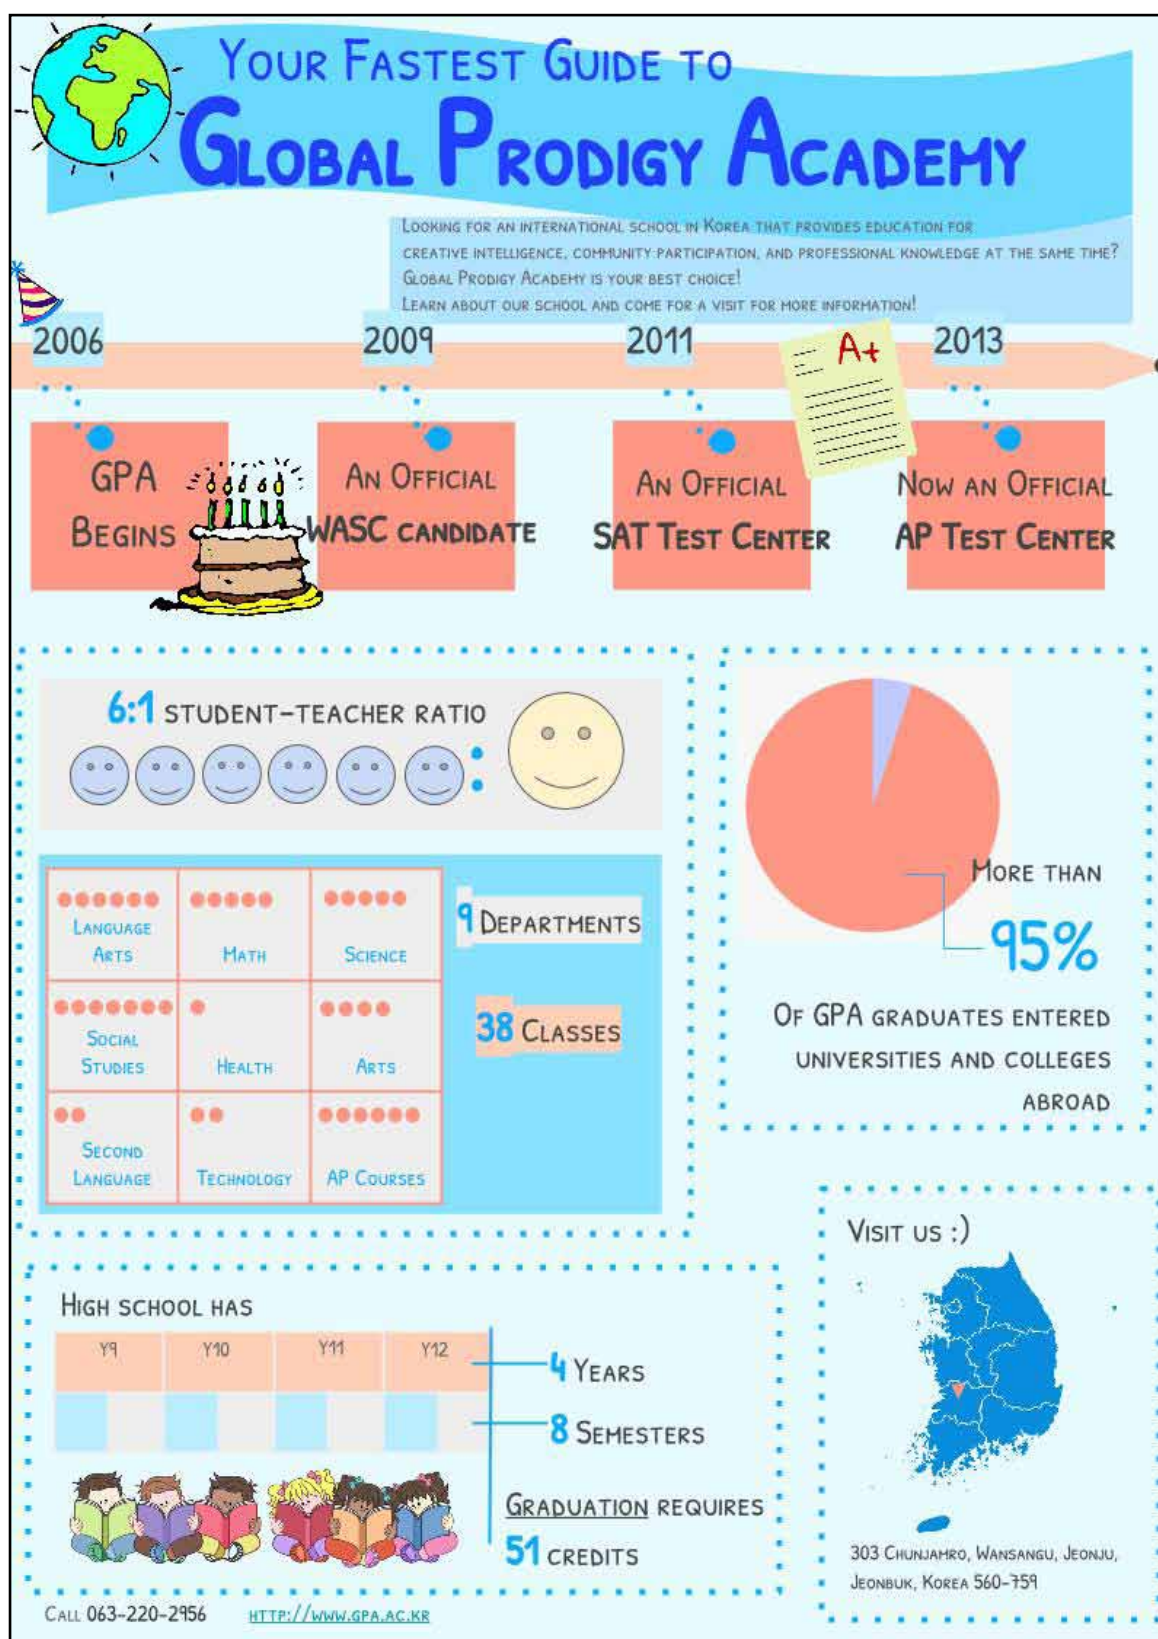 Your Fastest Guide to
Global Prodigy Academy
Looking for an international school in Korea that provides education for
creative intelligence, community participation, and professional knowledge at the same time?
Global Prodigy Academy is your best choice!
Learn about our school and come for a visit for more information!
2006
2009
2011
2013
A+
GPA
Begins
An Official
WASC candidate
An Official
SAT Test Center
Now an Official
AP Test Center
6:1 student-teacher ratio
Language
Arts
Math
Science
Social
Studies
Health
Arts
Second
Language
Technology
AP Courses
9 Departments
38 Classes
More than
95%
Of GPA graduates entered
universities and colleges
abroad
High school has
Y9 Y10 Y11 Y12
4 Years
8 Semesters
Graduation requires
51 credits
Visit us :)
303 Chunjamro, Wansangu, Jeonju,
Jeonbuk, Korea 560-759
Call 063-220-2956 http://www.gpa.ac.kr